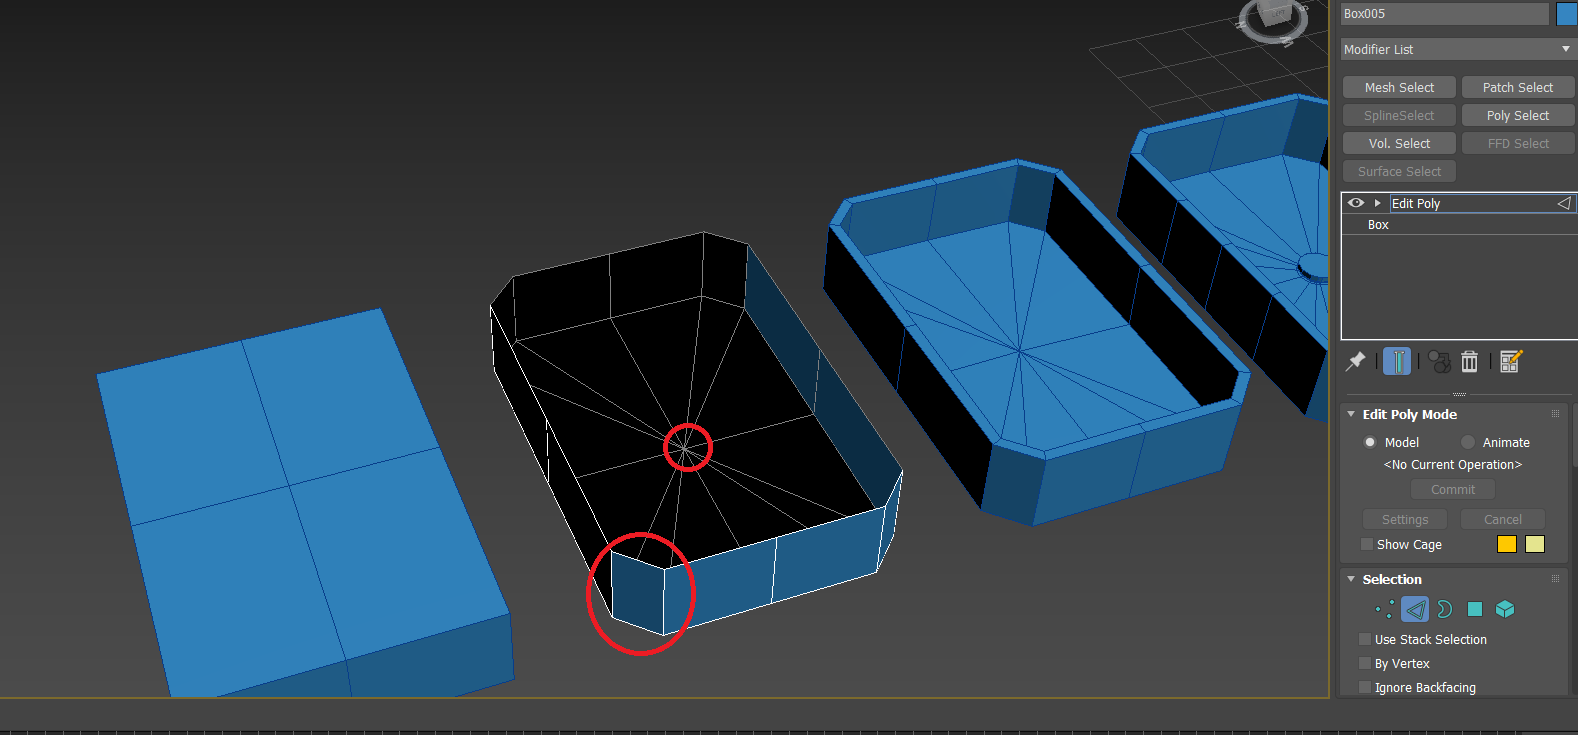 Box005
Modifier List
Mesh Select
Patch Select
SplineSelect
Poly Select
Vol. Select
FFD Select
Surface Select
Edit Poly
Box
Edit Poly Mode
Model
Animate
<No Current Operation>
Commit
Settings
Cancel
Show Cage
Selection
Use Stack Selection
By Vertex
Ignore Backfacing